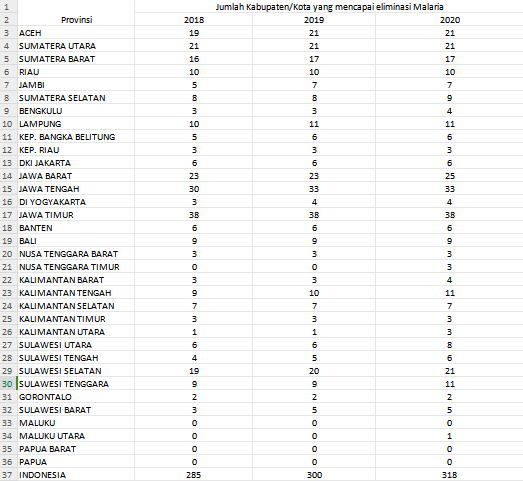 1 Jumlah Kabupaten/Kota yang mencapai eliminasi Malaria
2 Provinsi 2018 2019 2020
3 ACEH 19 21 21
4 SUMATERA UTARA 21 21 21
5 SUMATERA BARAT 16 17 17
6 RIAU 10 10 10
7 JAMBI 5 7 7
8 SUMATERA SELATAN 8 8 9
9 BENGKULU 3 3 4
10 LAMPUNG 10 11 11
11 KEP. BANGKA BELITUNG 5 6 6
12 KEP. RIAU 3 3 3
13 DKI JAKARTA 6 6 6
14 JAWA BARAT 23 23 25
15 JAWA TENGAH 30 33 33
16 DI YOGYAKARTA 3 4 4
17 JAWA TIMUR 38 38 38
18 BANTEN 6 6 6
19 BALI 9 9 9
20 NUSA TENGGARA BARAT 3 3 3
21 NUSA TENGGARA TIMUR 0 0 3
22 KALIMANTAN BARAT 3 3 4
23 KALIMANTAN TENGAH 9 10 11
24 KALIMANTAN SELATAN 7 7 7
25 KALIMANTAN TIMUR 3 3 3
26 KALIMANTAN UTARA 1 1 3
27 SULAWESI UTARA 6 6 8
28 SULAWESI TENGAH 4 5 6
29 SULAWESI SELATAN 19 20 21
30 SULAWESI TENGGARA 9 9 11
31 GORONTALO 2 2 2
32 SULAWESI BARAT 3 5 5
33 MALUKU 0 0 0
34 MALUKU UTARA 0 0 1
35 PAPUA BARAT 0 0 0
36 PAPUA 0 0 0
37 INDONESIA 285 300 318